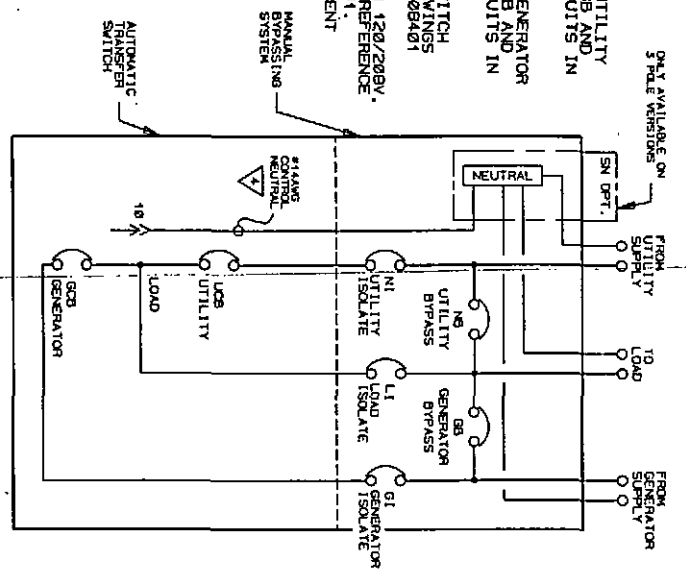 ONLY AVAILABLE ON
3 POLE VERSIONS
UTILITY
AND
UITS IN
GENERATOR
B AND
UITS IN
ITCH
WINGS
08401
120/208V.
REFERENCE
1.
ENT
MANUAL
BYPASSING
SYSTEM
AUTOMATIC
TRANSFER
SWITCH
SN OPT.
NEUTRAL
FROM
UTILITY
SUPPLY
TO
LOAD
FROM
GENERATOR
SUPPLY
#14AWG
CONTROL
NEUTRAL
10
NB
UTILITY
BYPASS
GB
GENERATOR
BYPASS
NI
UTILITY
ISOLATE
LI
LOAD
ISOLATE
GI
GENERATOR
ISOLATE
UCB
UTILITY
LOAD
GCB
GENERATOR